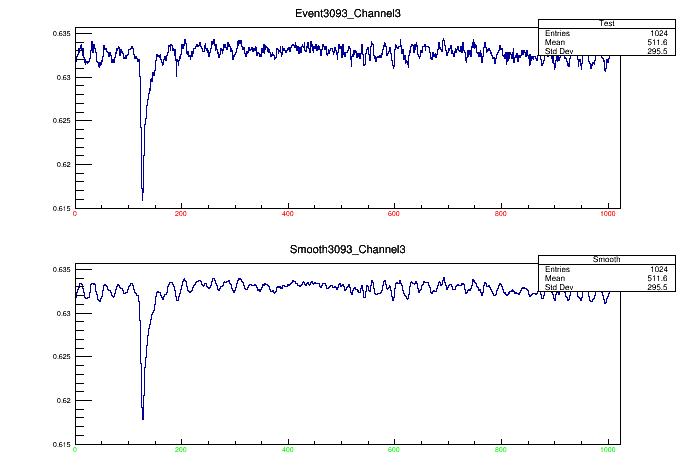 Event3093_Channel3
Test
Entries 1024
Mean 511.6
Std Dev 295.5
0.635
0.63
0.625
0.62
0.615
0 200 400 600 800 1000
Smooth3093_Channel3
Smooth
Entries 1024
Mean 511.6
Std Dev 295.5
0.635
0.63
0.625
0.62
0.615
0 200 400 600 800 1000